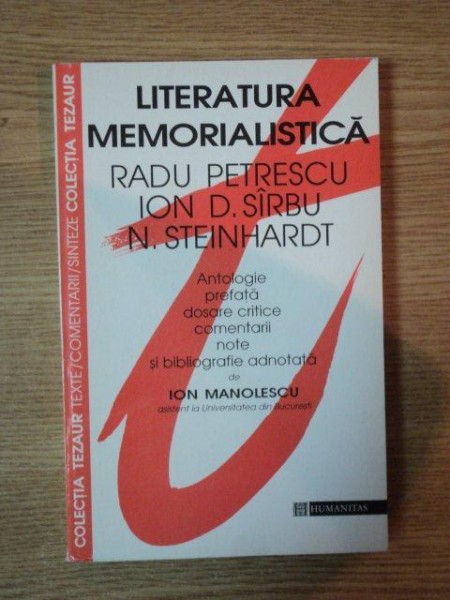 LITERATURA
MEMORIALISTICĂ
RADU PETRESCU
ION D. SÎRBU
N. STEINHARDT
Antologie
prefață
dosare critice
comentarii
note
și bibliografie adnotată
de
ION MANOLESCU
asistent la Universitatea din București
HUMANITAS
COLECȚIA TEZAUR TEXTE/COMENTARII/SINTEZE COLECȚIA TEZAUR